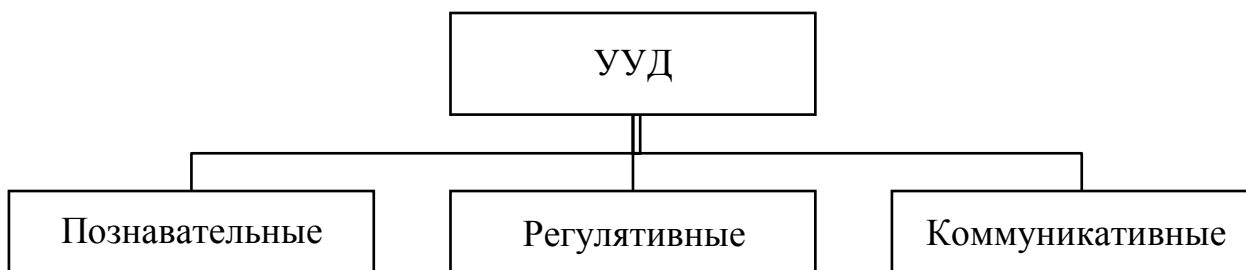 УУД
Познавательные
Регулятивные
Коммуникативные